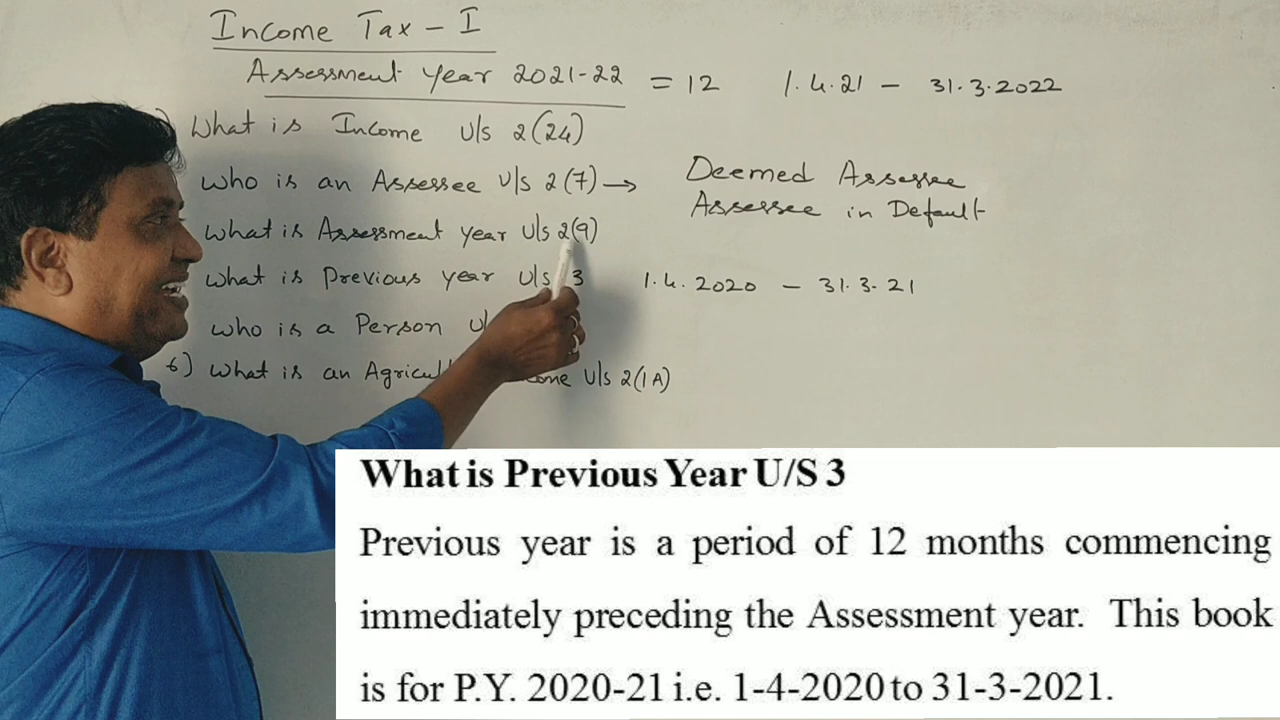 Income Tax - I
Assessment year 2021-22 = 12 1.4.21 - 31.3.2022
) What is Income U/s 2(24)
Who is an Assessee U/s 2(7) → Deemed Assessee
Assessee in Default
What is Assessment year U/s 2(9)
What is Previous year U/s 3 1.4.2020 - 31.3.21
Who is a Person U/
6) What is an Agricul ome U/s 2(1A)
What is Previous Year U/S 3
Previous year is a period of 12 months commencing
immediately preceding the Assessment year. This book
is for P.Y. 2020-21 i.e. 1-4-2020 to 31-3-2021.